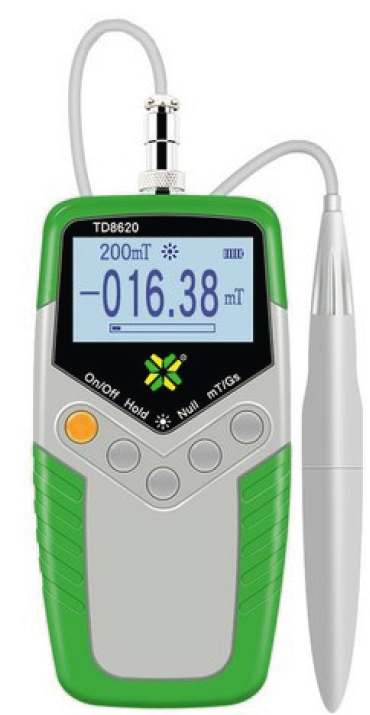 TD8620
200mT
-016.38 mT
On/Off Hold Null mT/Gs
®